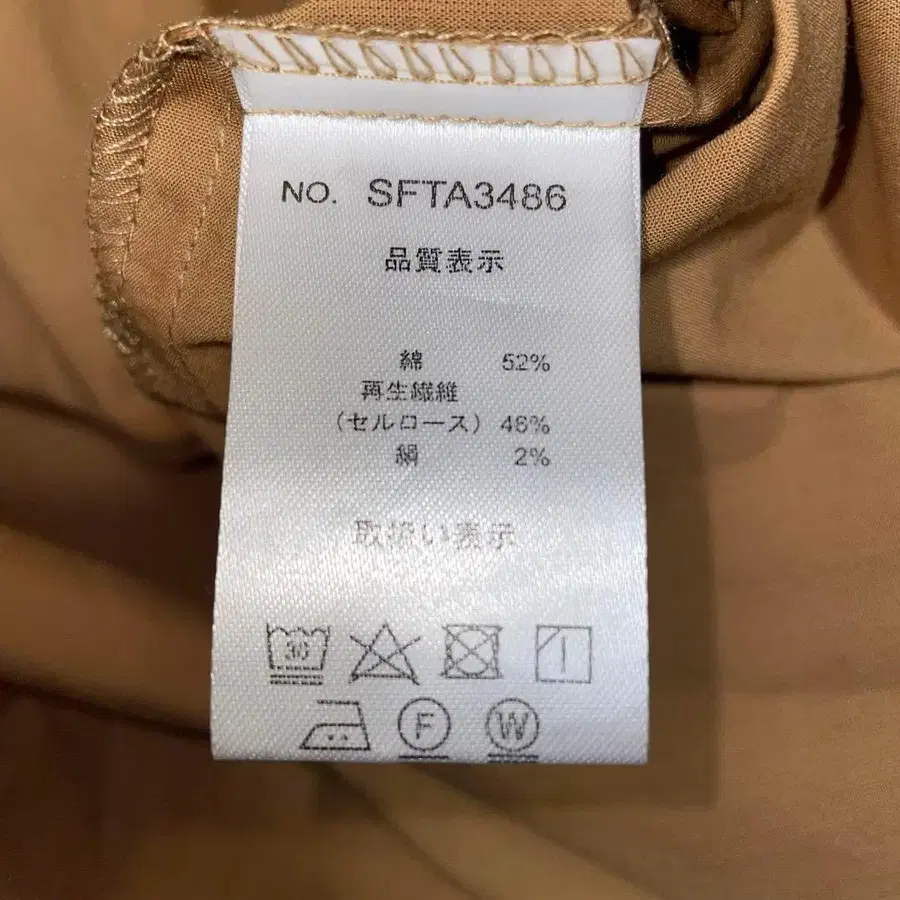 NO. SFTA3486
品質表示
綿 52%
再生繊維
(セルロース) 46%
絹 2%
取扱い表示
30
F W